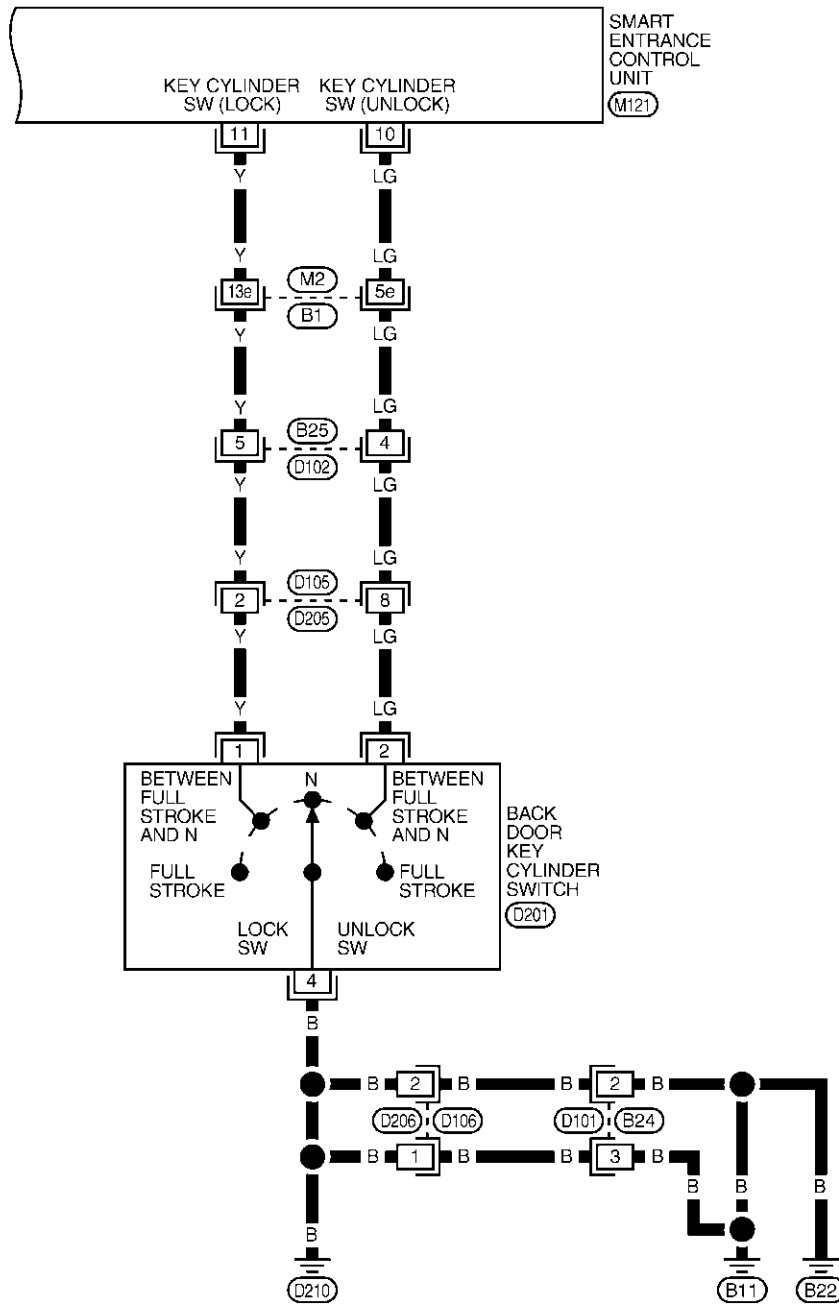 SMART
ENTRANCE
CONTROL
UNIT
M121
KEY CYLINDER
SW (LOCK)
KEY CYLINDER
SW (UNLOCK)
11
10
Y
LG
Y
LG
13e
M2
5e
B1
Y
LG
Y
LG
5
B25
4
D102
Y
LG
Y
LG
2
D105
8
D205
Y
LG
Y
LG
1
2
BETWEEN
FULL
STROKE
AND N
N
BETWEEN
FULL
STROKE
AND N
FULL
STROKE
FULL
STROKE
LOCK
SW
UNLOCK
SW
BACK
DOOR
KEY
CYLINDER
SWITCH
D201
4
B
B 2 B B 2 B
D206 D106 D101 B24
B 1 B B 3 B
B B B
B
D210 B11 B22